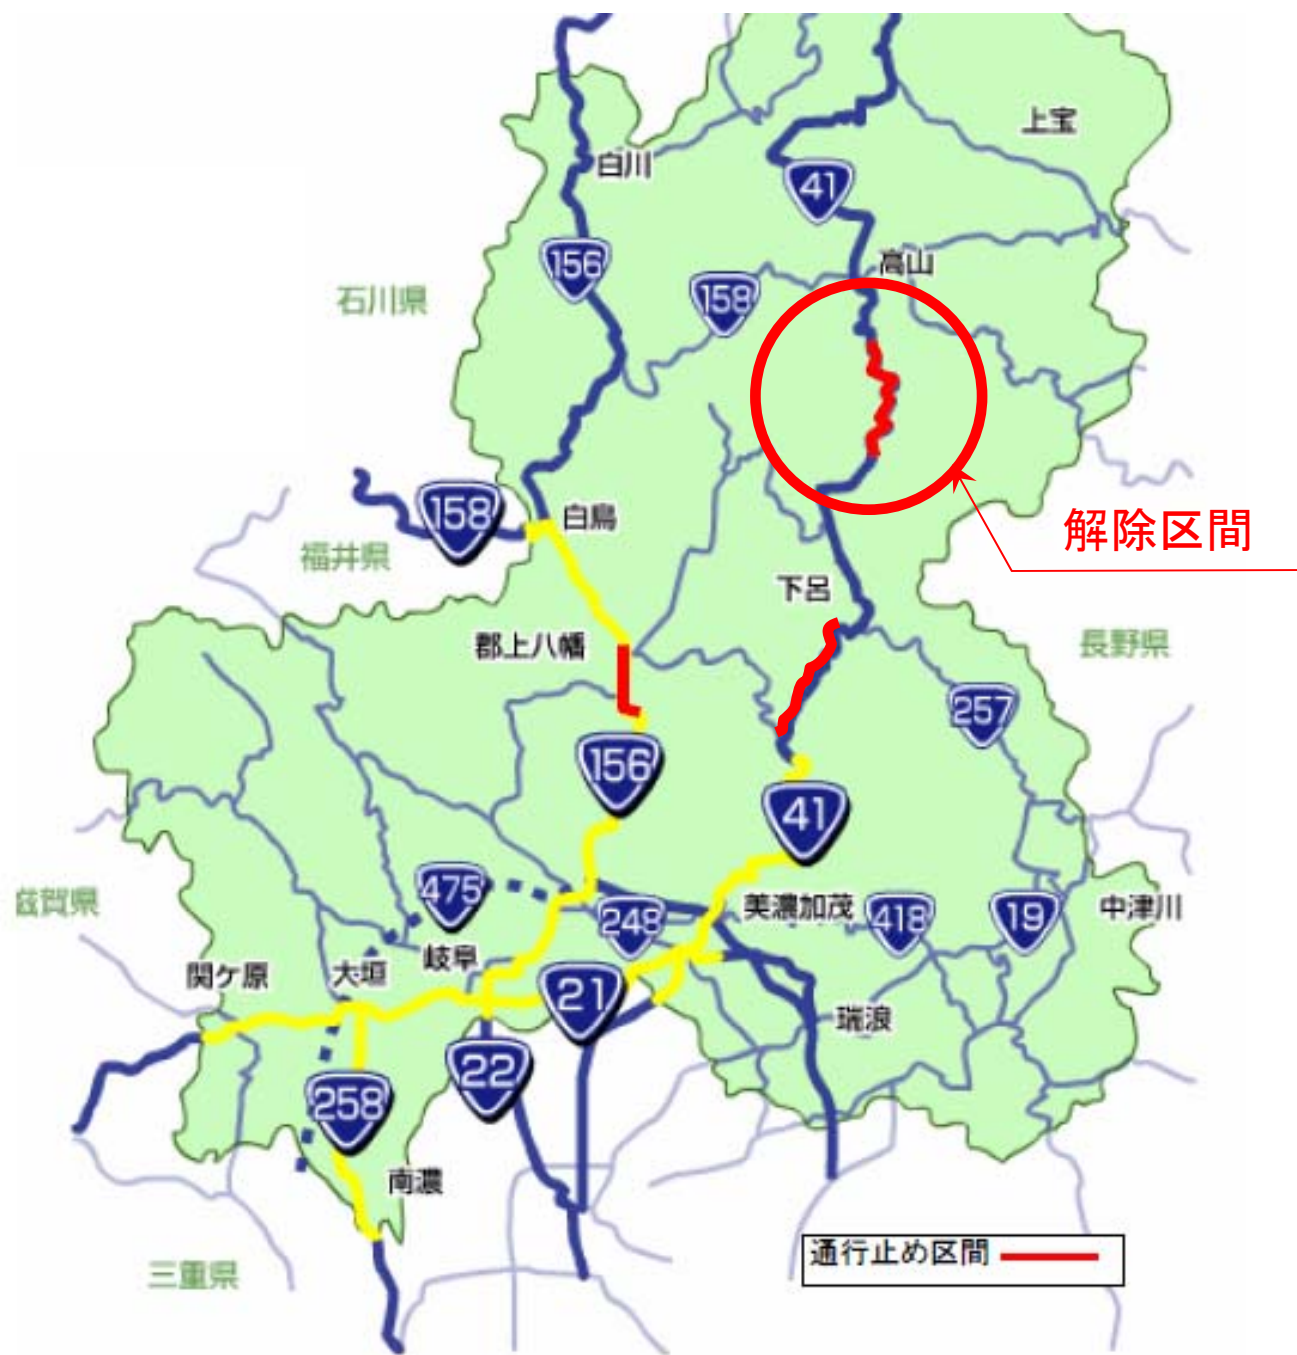 上宝
白川
41
高山
156
石川県
158
158
白鳥
解除区間
福井県
下呂
郡上八幡
長野県
257
156
41
475
滋賀県
248
美濃加茂
418
19
中津川
関ケ原
大垣
岐阜
21
瑞浪
22
258
南濃
三重県
通行止め区間